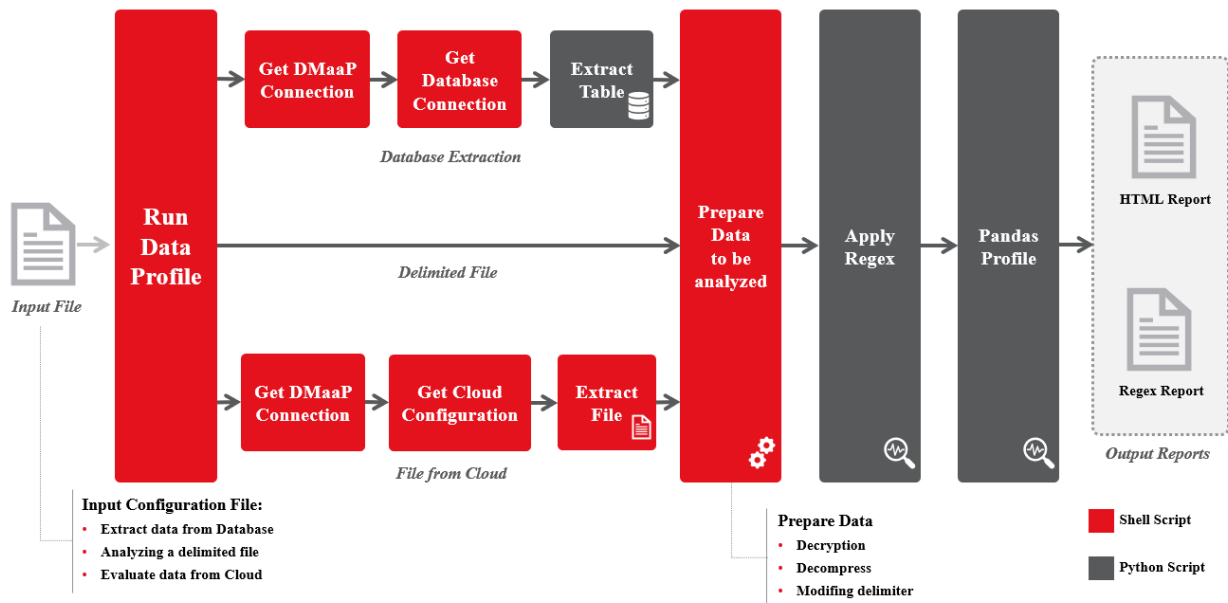 Input File
Run
Data
Profile
Get DMaaP
Connection
Get
Database
Connection
Extract
Table
Database Extraction
Delimited File
Get DMaaP
Connection
Get Cloud
Configuration
Extract
File
File from Cloud
Prepare
Data
to be
analyzed
Apply
Regex
Pandas
Profile
HTML Report
Regex Report
Output Reports
Input Configuration File:
• Extract data from Database
• Analyzing a delimited file
• Evaluate data from Cloud
Prepare Data
• Decryption
• Decompress
• Modifing delimiter
Shell Script
Python Script